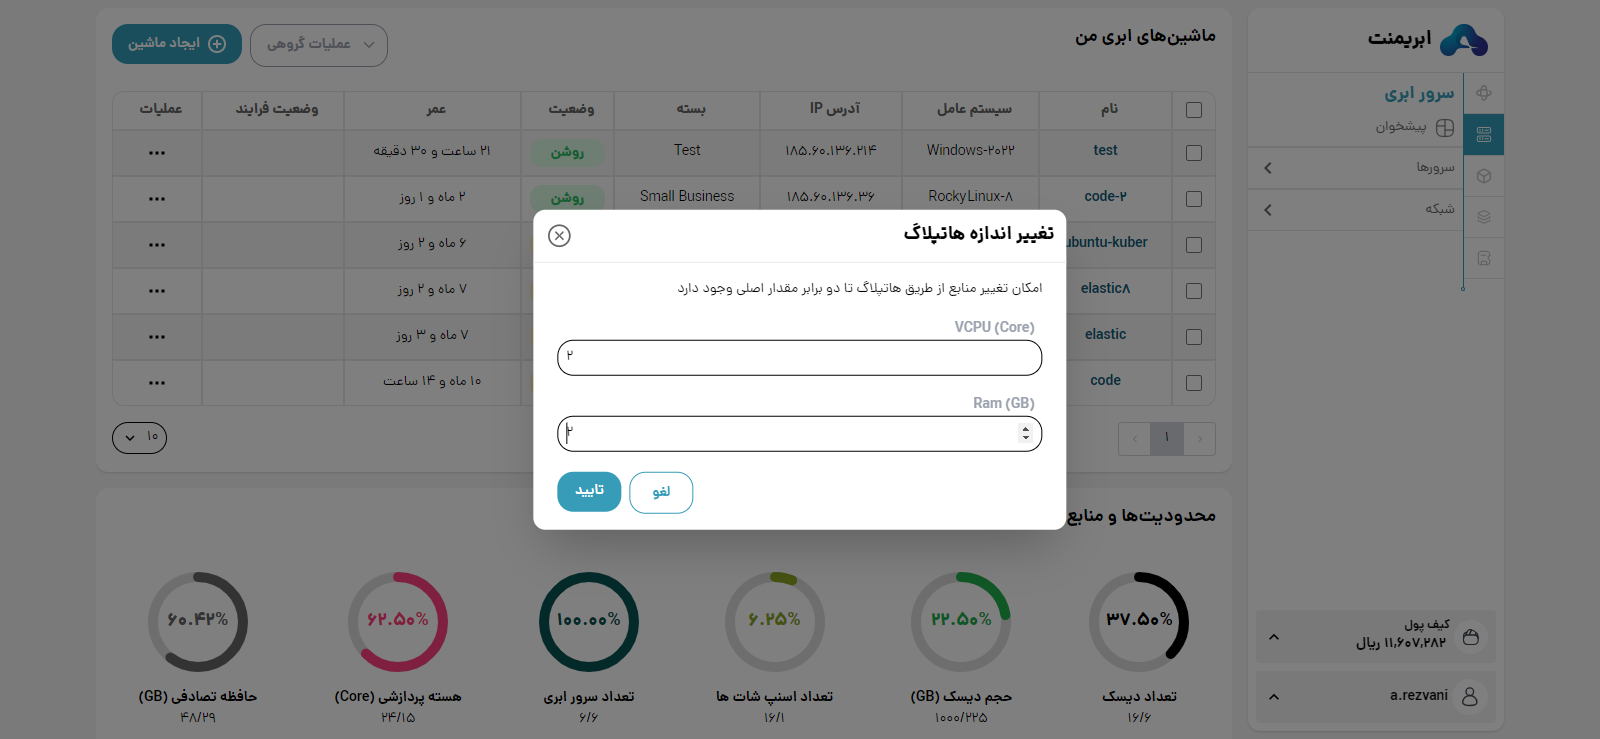 ابریمنت
سرور ابری
پیشخوان
سرورها
شبکه
کیف پول
۱۱,۶۰۷,۲۸۲ ریال
a.rezvani
ماشین‌های ابری من
عملیات گروهی
ایجاد ماشین
نام سیستم عامل آدرس IP بسته وضعیت عمر وضعیت فرایند عملیات
test Windows-۲۰۲۲ ۱۸۵.۶۰.۱۳۶.۲۱۴ Test روشن ۲۱ ساعت و ۳۰ دقیقه
code-۲ RockyLinux-۸ ۱۸۵.۶۰.۱۳۶.۳۶ Small Business روشن ۲ ماه و ۱ روز
ubuntu-kuber ۶ ماه و ۲ روز
elastic۸ ۷ ماه و ۲ روز
elastic ۷ ماه و ۳ روز
code ۱۰ ماه و ۱۴ ساعت
۱
۱۰
تغییر اندازه هاتپلاگ
امکان تغییر منابع از طریق هاتپلاگ تا دو برابر مقدار اصلی وجود دارد
VCPU (Core)
۲
Ram (GB)
۲
لغو
تایید
محدودیت‌ها و منابع
۳۷.۵۰%
تعداد دیسک
۱۶/۶
۲۲.۵۰%
حجم دیسک (GB)
۱۰۰۰/۲۲۵
۶.۲۵%
تعداد اسنپ شات ها
۱۶/۱
۱۰۰.۰۰%
تعداد سرور ابری
۶/۶
۶۲.۵۰%
هسته پردازشی (Core)
۲۴/۱۵
۶۰.۴۲%
حافظه تصادفی (GB)
۴۸/۲۹